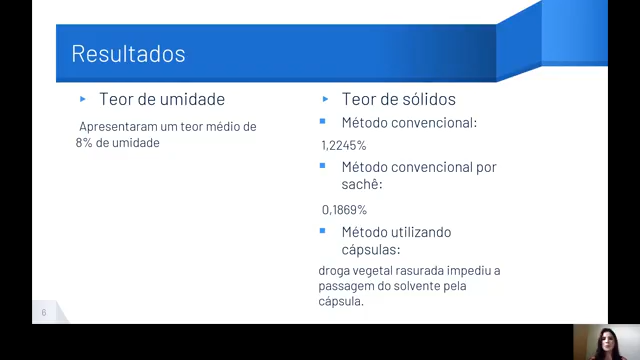 Resultados
Teor de umidade
Apresentaram um teor médio de
8% de umidade
Teor de sólidos
Método convencional:
1,2245%
Método convencional por
sachê:
0,1869%
Método utilizando
cápsulas:
droga vegetal rasurada impediu a
passagem do solvente pela
cápsula.
6